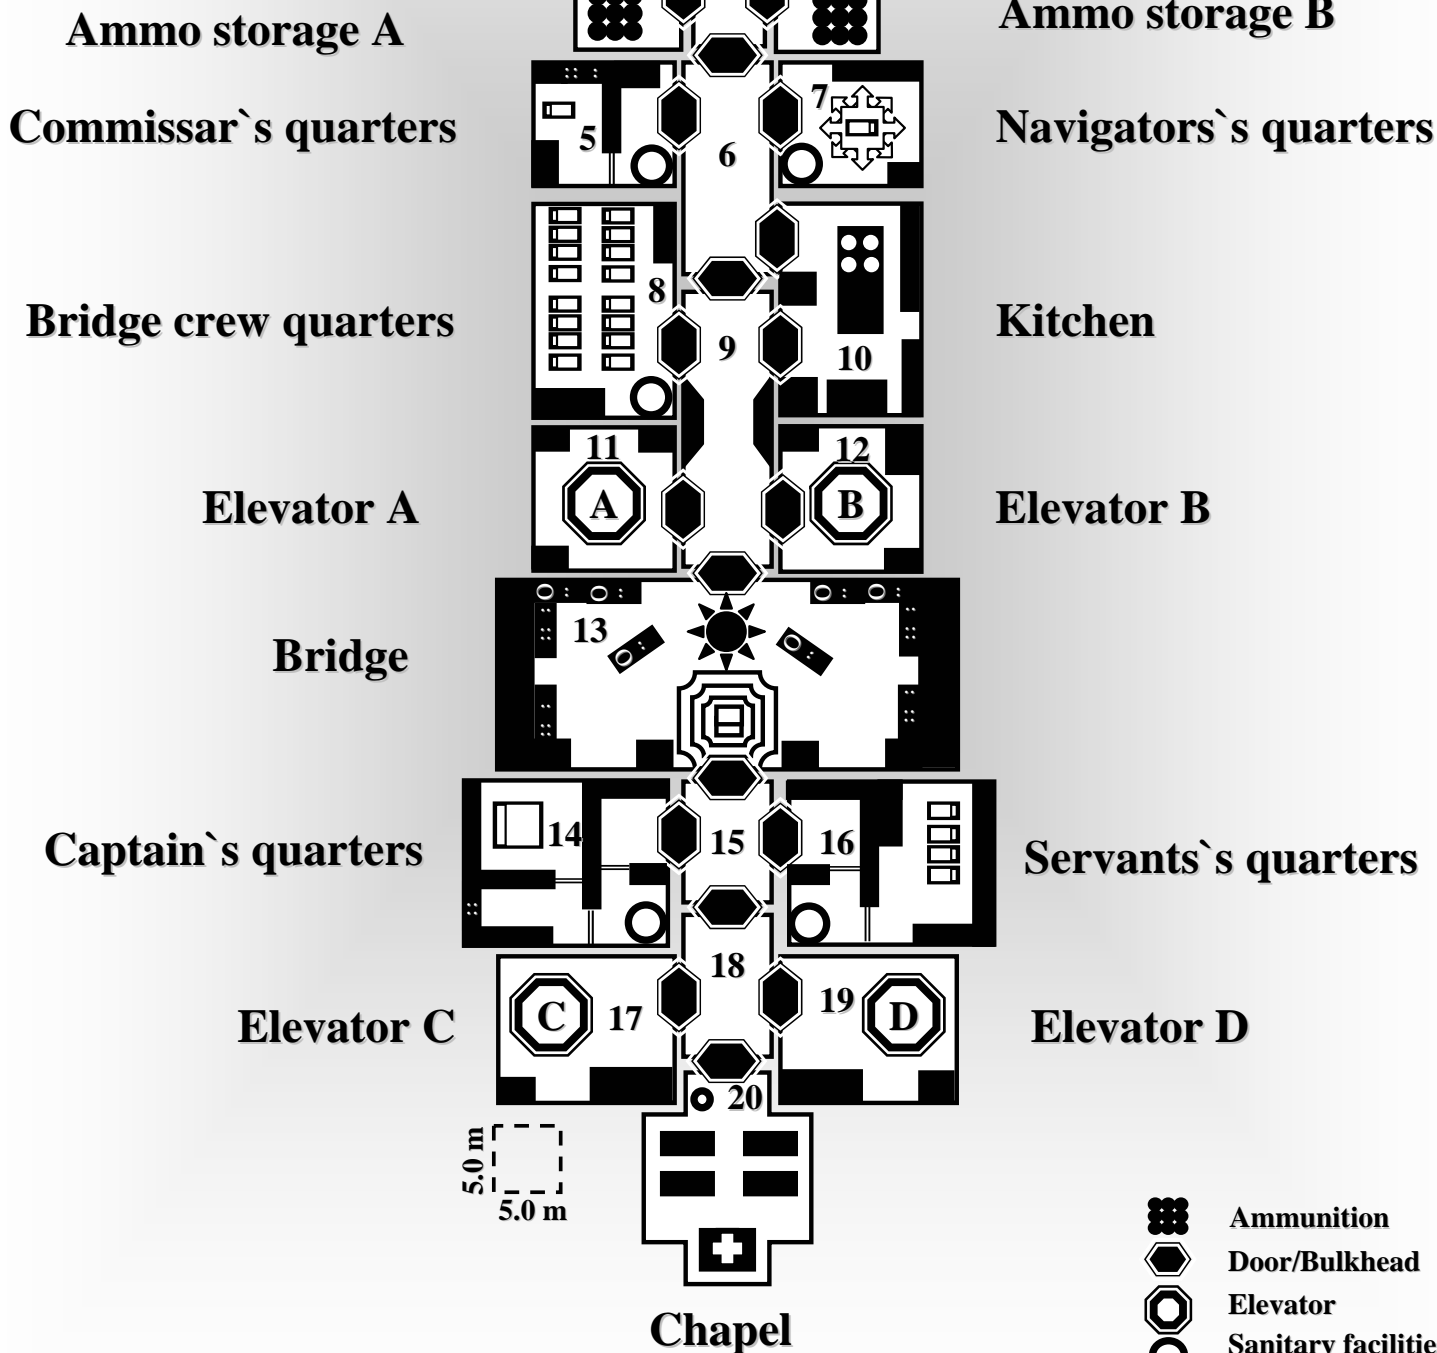 Ammo storage A
Ammo storage B
Commissar`s quarters
5
6
7
Navigators`s quarters
Bridge crew quarters
8
9
10
Kitchen
Elevator A
11
A
12
B
Elevator B
Bridge
13
Captain`s quarters
14
15
16
Servants`s quarters
Elevator C
C
17
18
19
D
Elevator D
20
5.0 m
5.0 m
Chapel
Ammunition
Door/Bulkhead
Elevator
Sanitary facilitie